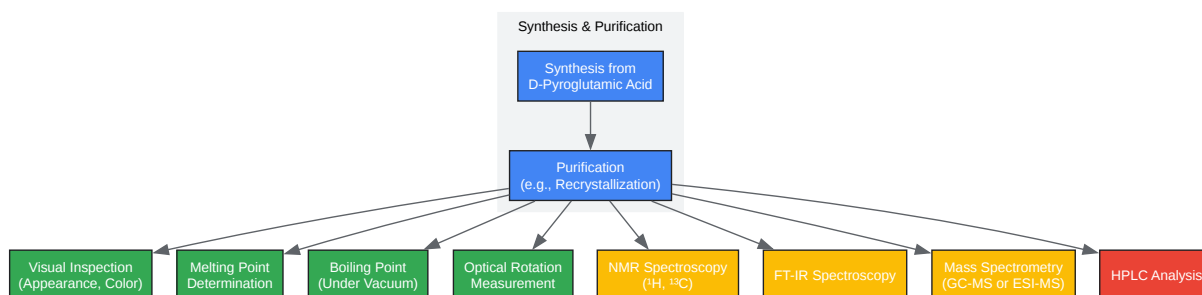 Synthesis & Purification
Synthesis from
D-Pyroglutamic Acid
Purification
(e.g., Recrystallization)
Visual Inspection
(Appearance, Color)
Melting Point
Determination
Boiling Point
(Under Vacuum)
Optical Rotation
Measurement
NMR Spectroscopy
(¹H, ¹³C)
FT-IR Spectroscopy
Mass Spectrometry
(GC-MS or ESI-MS)
HPLC Analysis